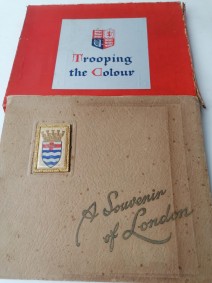 Trooping
the Colour
A Souvenir
of London